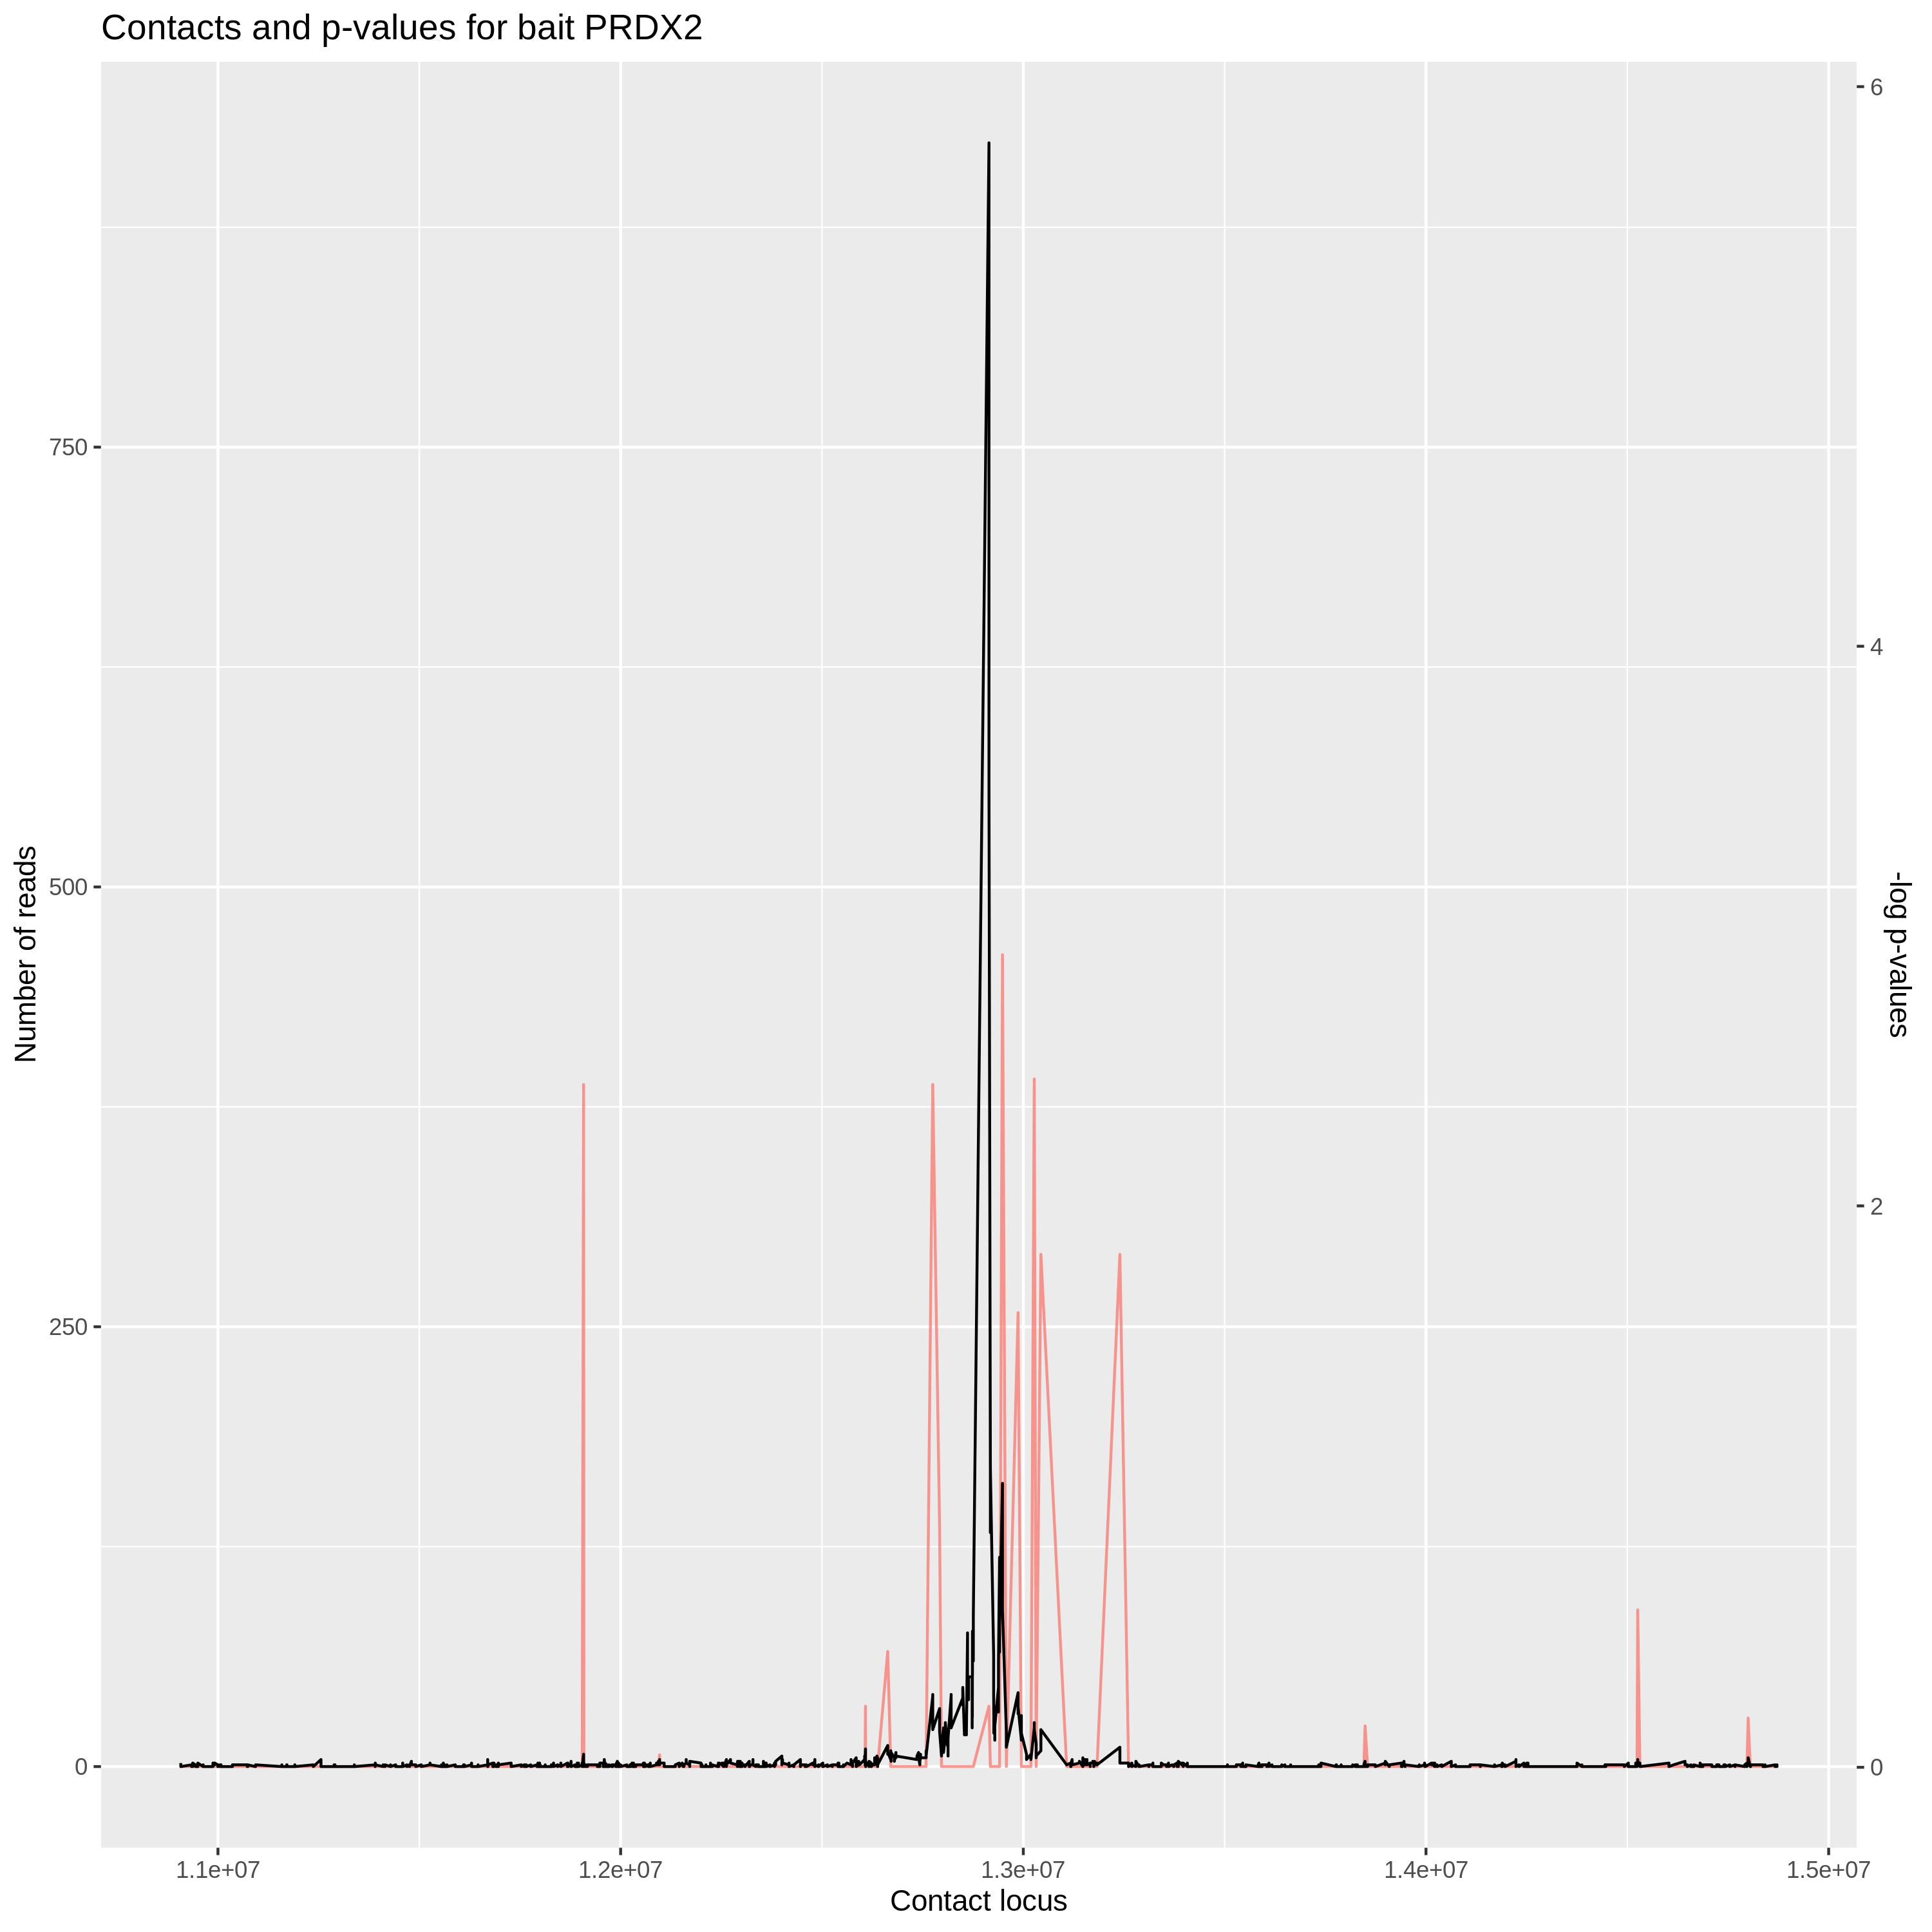 Contacts and p-values for bait PRDX2
6
750
4
500
Number of reads
-log p-values
2
250
0
0
1.1e+07 1.2e+07 1.3e+07 1.4e+07 1.5e+07
Contact locus